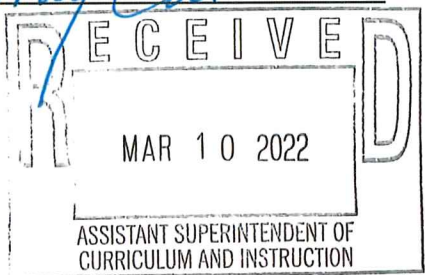 RECEIVED
MAR 10 2022
ASSISTANT SUPERINTENDENT OF
CURRICULUM AND INSTRUCTION